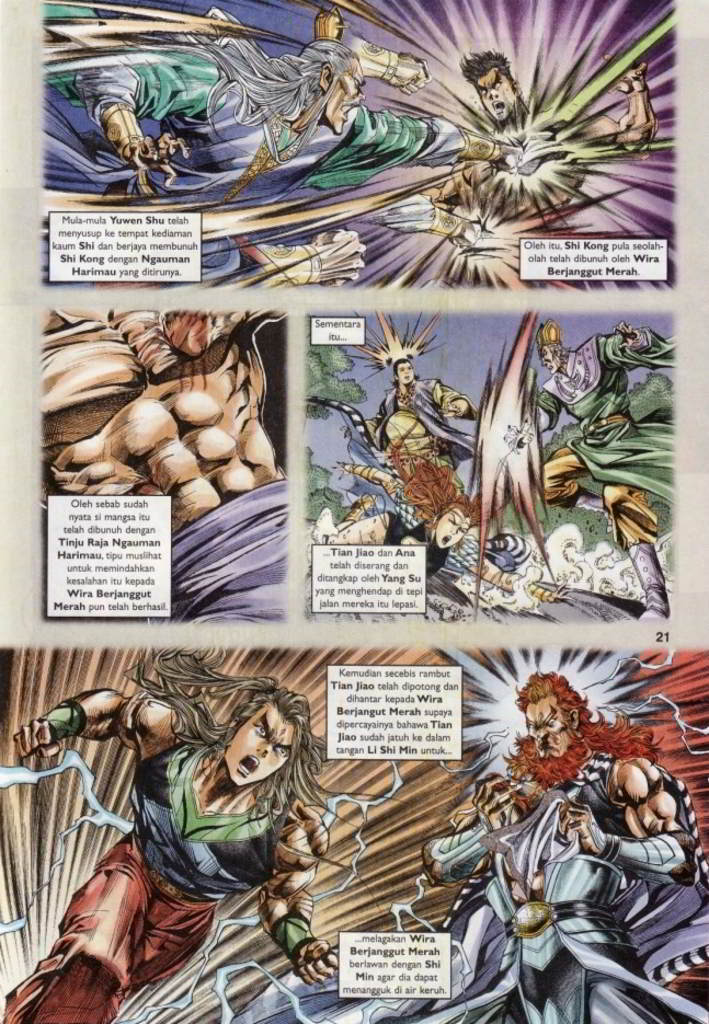 Mula-mula Yuwen Shu telah
menyusup ke tempat kediaman
kaum Shi dan berjaya membunuh
Shi Kong dengan Ngauman
Harimau yang ditirunya.
Oleh itu, Shi Kong pula seolah-
olah telah dibunuh oleh Wira
Berjanggut Merah.
Oleh sebab sudah
nyata si mangsa itu
telah dibunuh dengan
Tinju Raja Ngauman
Harimau, tipu muslihat
untuk memindahkan
kesalahan itu kepada
Wira Berjanggut
Merah pun telah berhasil.
Sementara
itu...
...Tian Jiao dan Ana
telah diserang dan
ditangkap oleh Yang Su
yang menghendap di tepi
jalan mereka itu lepasi.
21
Kemudian secebis rambut
Tian Jiao telah dipotong dan
dihantar kepada Wira
Berjangut Merah supaya
dipercayainya bahawa Tian
Jiao sudah jatuh ke dalam
tangan Li Shi Min untuk...
...melagakan Wira
Berjanggut Merah
berlawan dengan Shi
Min agar dia dapat
menangguk di air keruh.